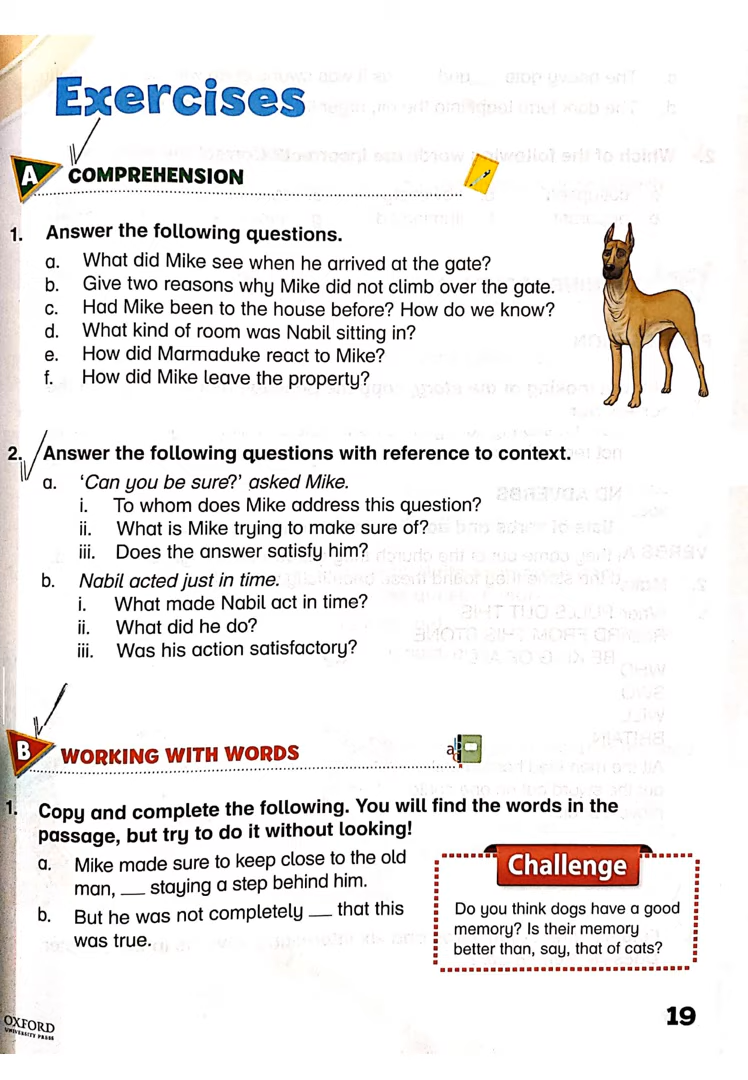 Exercises
A COMPREHENSION
1. Answer the following questions.
a. What did Mike see when he arrived at the gate?
b. Give two reasons why Mike did not climb over the gate.
c. Had Mike been to the house before? How do we know?
d. What kind of room was Nabil sitting in?
e. How did Marmaduke react to Mike?
f. How did Mike leave the property?
2. Answer the following questions with reference to context.
a. ‘Can you be sure?’ asked Mike.
i. To whom does Mike address this question?
ii. What is Mike trying to make sure of?
iii. Does the answer satisfy him?
b. Nabil acted just in time.
i. What made Nabil act in time?
ii. What did he do?
iii. Was his action satisfactory?
B WORKING WITH WORDS
1. Copy and complete the following. You will find the words in the
passage, but try to do it without looking!
a. Mike made sure to keep close to the old
man, ___ staying a step behind him.
b. But he was not completely ___ that this
was true.
Challenge
Do you think dogs have a good
memory? Is their memory
better than, say, that of cats?
19
OXFORD
UNIVERSITY PRESS